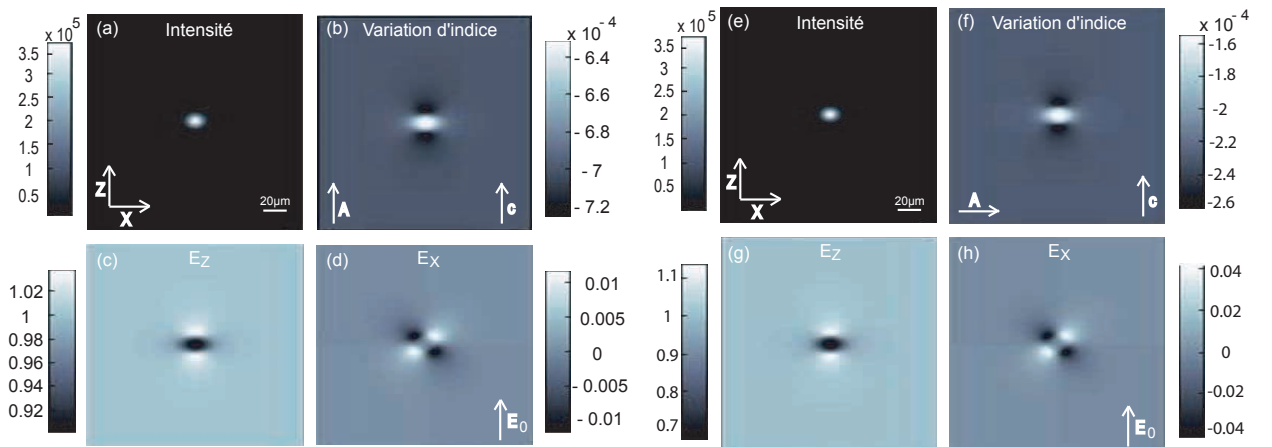 x 10⁵
3.5
3
2.5
2
1.5
1
0.5
(a) Intensité
Z
X
20µm
(b) Variation d'indice
A
c
x 10⁻⁴
- 6.4
- 6.6
- 6.8
- 7
- 7.2
x 10⁵
3.5
3
2.5
2
1.5
1
0.5
(e) Intensité
Z
X
20µm
(f) Variation d'indice
A
c
x 10⁻⁴
-1.6
-1.8
-2
-2.2
-2.4
-2.6
1.02
1
0.98
0.96
0.94
0.92
(c) EZ
(d) EX
E0
0.01
0.005
0
- 0.005
- 0.01
1.1
1
0.9
0.8
0.7
(g) EZ
(h) EX
E0
0.04
0.02
0
-0.02
-0.04